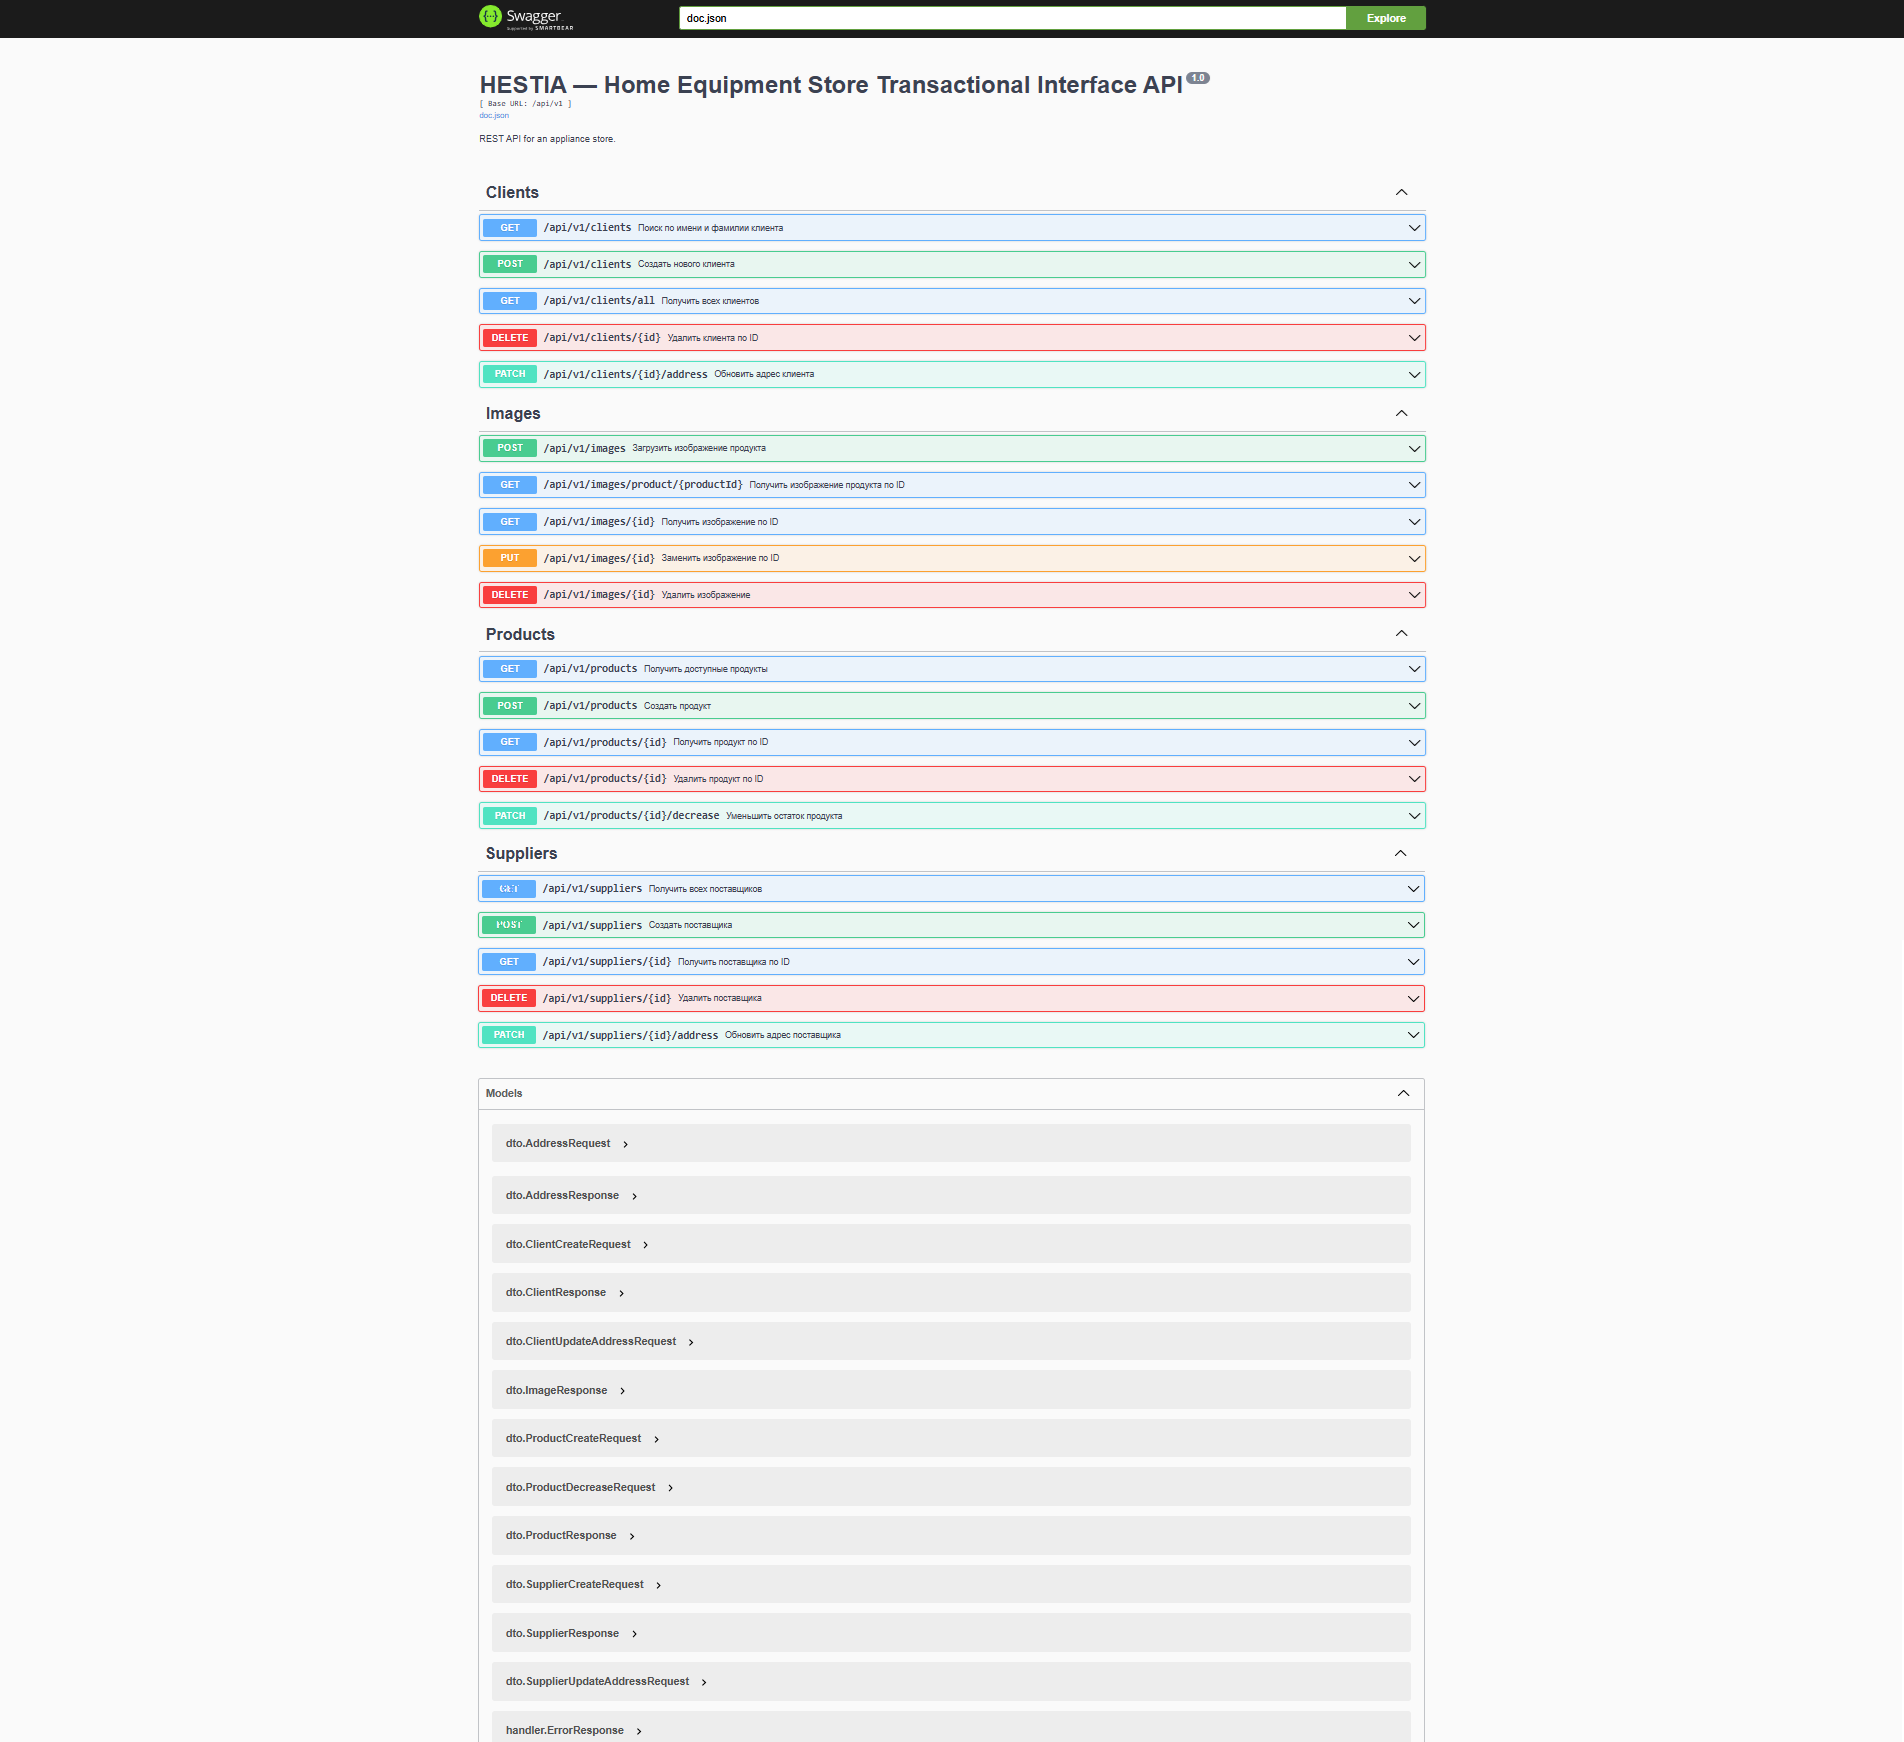 Swagger
Supported by SMARTBEAR
doc.json
Explore
HESTIA — Home Equipment Store Transactional Interface API 1.0
[ Base URL: /api/v1 ]
doc.json
REST API for an appliance store.
Clients
GET /api/v1/clients Поиск по имени и фамилии клиента
POST /api/v1/clients Создать нового клиента
GET /api/v1/clients/all Получить всех клиентов
DELETE /api/v1/clients/{id} Удалить клиента по ID
PATCH /api/v1/clients/{id}/address Обновить адрес клиента
Images
POST /api/v1/images Загрузить изображение продукта
GET /api/v1/images/product/{productId} Получить изображение продукта по ID
GET /api/v1/images/{id} Получить изображение по ID
PUT /api/v1/images/{id} Заменить изображение по ID
DELETE /api/v1/images/{id} Удалить изображение
Products
GET /api/v1/products Получить доступные продукты
POST /api/v1/products Создать продукт
GET /api/v1/products/{id} Получить продукт по ID
DELETE /api/v1/products/{id} Удалить продукт по ID
PATCH /api/v1/products/{id}/decrease Уменьшить остаток продукта
Suppliers
GET /api/v1/suppliers Получить всех поставщиков
POST /api/v1/suppliers Создать поставщика
GET /api/v1/suppliers/{id} Получить поставщика по ID
DELETE /api/v1/suppliers/{id} Удалить поставщика
PATCH /api/v1/suppliers/{id}/address Обновить адрес поставщика
Models
dto.AddressRequest
dto.AddressResponse
dto.ClientCreateRequest
dto.ClientResponse
dto.ClientUpdateAddressRequest
dto.ImageResponse
dto.ProductCreateRequest
dto.ProductDecreaseRequest
dto.ProductResponse
dto.SupplierCreateRequest
dto.SupplierResponse
dto.SupplierUpdateAddressRequest
handler.ErrorResponse